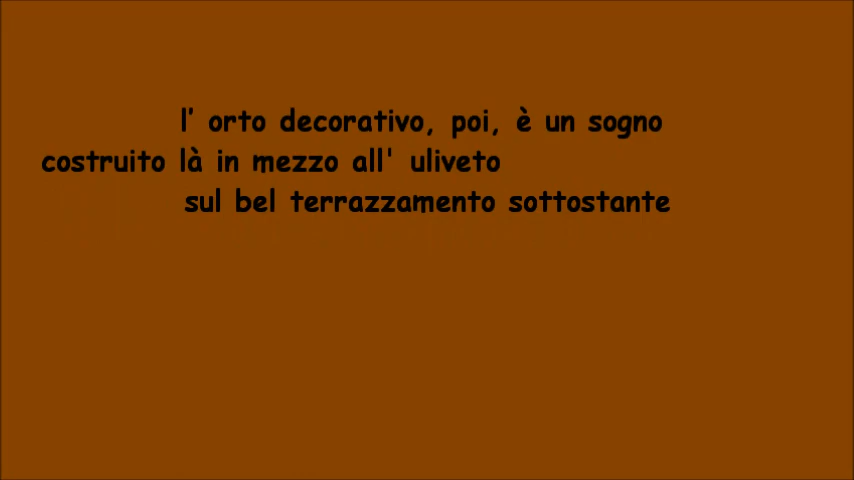 l’ orto decorativo, poi, è un sogno
costruito là in mezzo all' uliveto
sul bel terrazzamento sottostante